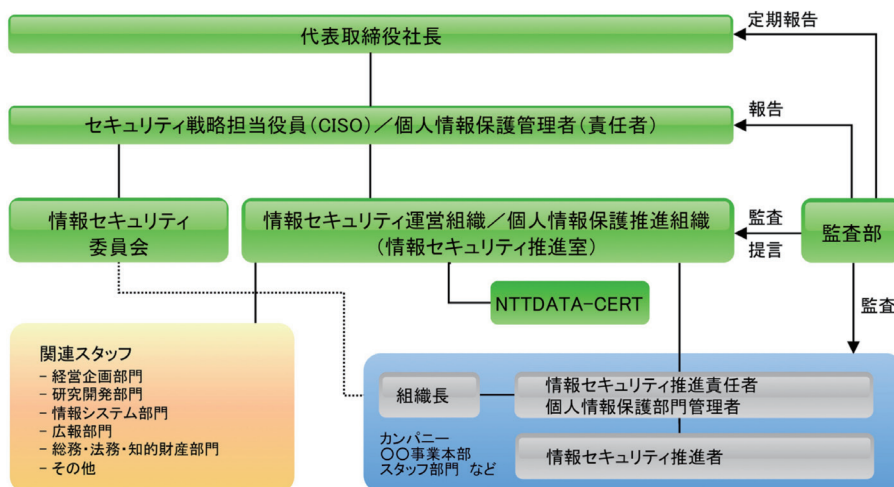 代表取締役社長
定期報告
セキュリティ戦略担当役員(CISO)／個人情報保護管理者(責任者)
報告
情報セキュリティ
委員会
情報セキュリティ運営組織／個人情報保護推進組織
(情報セキュリティ推進室)
監査
提言
監査部
NTTDATA-CERT
監査
関連スタッフ
- 経営企画部門
- 研究開発部門
- 情報システム部門
- 広報部門
- 総務・法務・知的財産部門
- その他
組織長
情報セキュリティ推進責任者
個人情報保護部門管理者
カンパニー
〇〇事業本部
スタッフ部門 など
情報セキュリティ推進者